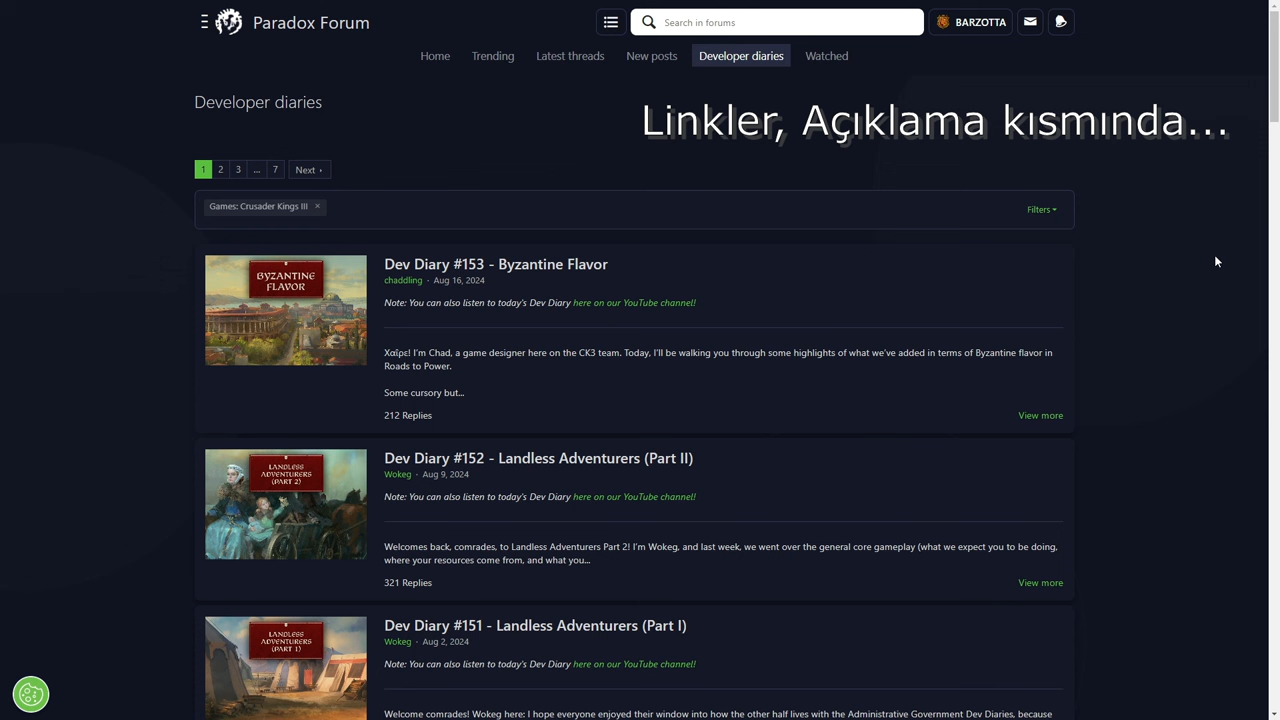 Paradox Forum
Search in forums
BARZOTTA
Home
Trending
Latest threads
New posts
Developer diaries
Watched
Developer diaries
Linkler, Açıklama kısmında...
1
2
3
...
7
Next ›
Games: Crusader Kings III ×
Filters
BYZANTINE
FLAVOR
Dev Diary #153 - Byzantine Flavor
chaddling · Aug 16, 2024
Note: You can also listen to today's Dev Diary here on our YouTube channel!
Χαῖρε! I'm Chad, a game designer here on the CK3 team. Today, I'll be walking you through some highlights of what we've added in terms of Byzantine flavor in
Roads to Power.
Some cursory but...
212 Replies
View more
LANDLESS
ADVENTURERS
(PART 2)
Dev Diary #152 - Landless Adventurers (Part II)
Wokeg · Aug 9, 2024
Note: You can also listen to today's Dev Diary here on our YouTube channel!
Welcomes back, comrades, to Landless Adventurers Part 2! I'm Wokeg, and last week, we went over the general core gameplay (what we expect you to be doing,
where your resources come from, and what you...
321 Replies
View more
LANDLESS
ADVENTURERS
(PART 1)
Dev Diary #151 - Landless Adventurers (Part I)
Wokeg · Aug 2, 2024
Note: You can also listen to today's Dev Diary here on our YouTube channel!
Welcome comrades! Wokeg here: I hope everyone enjoyed their window into how the other half lives with the Administrative Government Dev Diaries, because